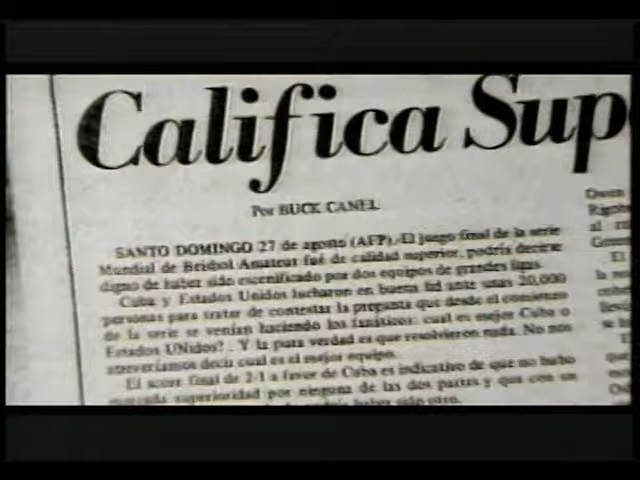 Califica Sup
Por BUCK CANEL
SANTO DOMINGO 27 de agosto (AFP). El juego final de la serie
Mundial de Beisbol Amateur fué de calidad superior, podría decirse
digno de haber sido escenificado por dos equipos de grandes ligas.
Cuba y Estados Unidos lucharon en buena lid ante unas 20,000
personas para tratar de contestar la pregunta que desde el comienzo
de la serie se venían haciendo los fanáticos: cual es mejor Cuba o
Estados UNidos? . Y la pura verdad es que resolvieron nada. No nos
atreveríamos decir cual es el mejor equipo.
El score final de 2-1 a favor de Cuba es indicativo de que no hubo
marcada superioridad por ninguna de las dos partes y que con un
haber sido otro.
al
El
la